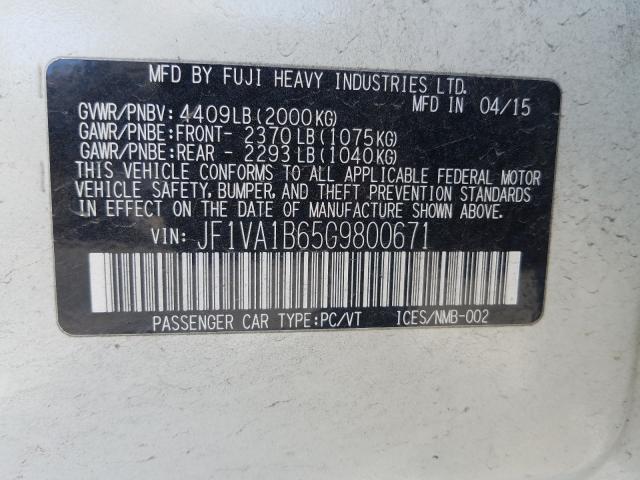 MFD BY FUJI HEAVY INDUSTRIES LTD.
MFD IN 04/15
GVWR/PNBV: 4409LB (2000KG)
GAWR/PNBE:FRONT- 2370 LB (1075KG)
GAWR/PNBE:REAR - 2293 LB (1040KG)
THIS VEHICLE CONFORMS TO ALL APPLICABLE FEDERAL MOTOR
VEHICLE SAFETY, BUMPER, AND THEFT PREVENTION STANDARDS
IN EFFECT ON THE DATE OF MANUFACTURE SHOWN ABOVE.
VIN: JF1VA1B65G9800671
PASSENGER CAR TYPE:PC/VT ICES/NMB-002